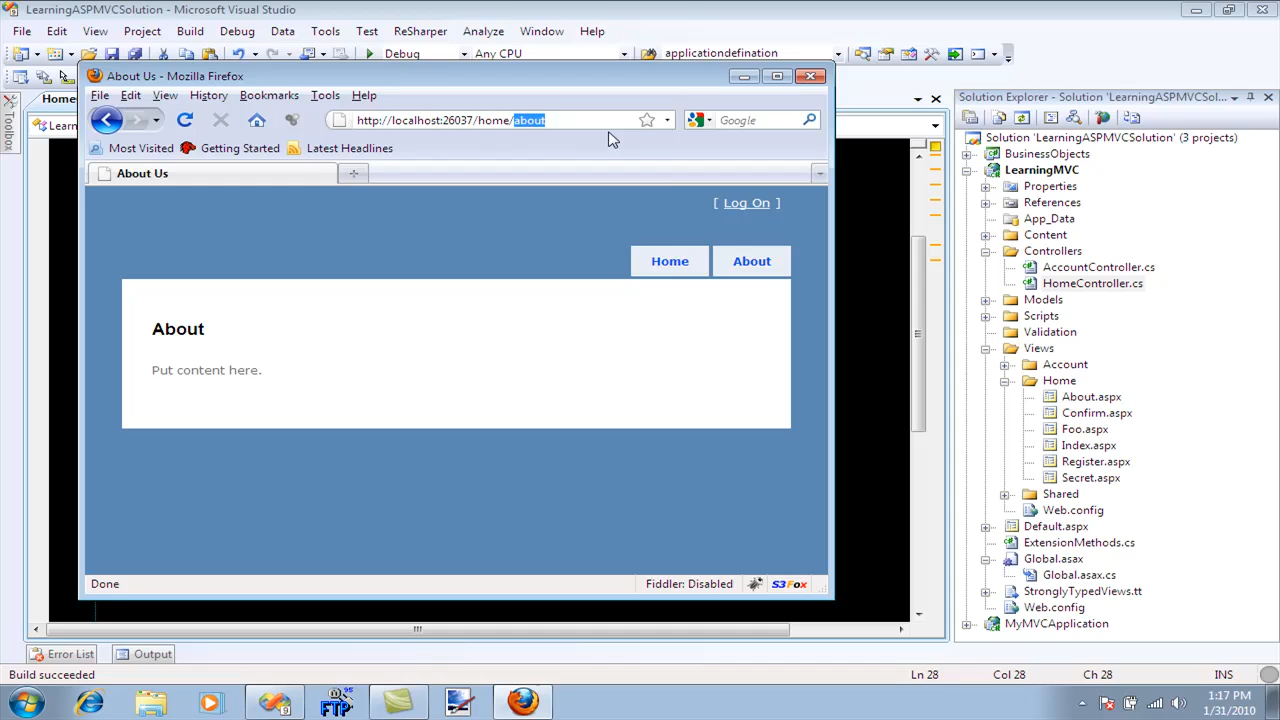 LearningASPMVCSolution - Microsoft Visual Studio
File Edit View Project Build Debug Data Tools Test ReSharper Analyze Window Help
Debug Any CPU applicationdefination
About Us - Mozilla Firefox
File Edit View History Bookmarks Tools Help
http://localhost:26037/home/about
Google
Most Visited Getting Started Latest Headlines
About Us
[ Log On ]
Home About
About
Put content here.
Done Fiddler: Disabled S3Fox
Toolbox
Home
Learn
Solution Explorer - LearningASPMVCSol...
Solution 'LearningASPMVCSolution' (3 projects)
BusinessObjects
LearningMVC
Properties
References
App_Data
Content
Controllers
AccountController.cs
HomeController.cs
Models
Scripts
Validation
Views
Account
Home
About.aspx
Confirm.aspx
Foo.aspx
Index.aspx
Register.aspx
Secret.aspx
Shared
Web.config
Default.aspx
ExtensionMethods.cs
Global.asax
Global.asax.cs
StronglyTypedViews.tt
Web.config
MyMVCApplication
Error List Output
Build succeeded Ln 28 Col 28 Ch 28 INS
FTP
1:17 PM
1/31/2010